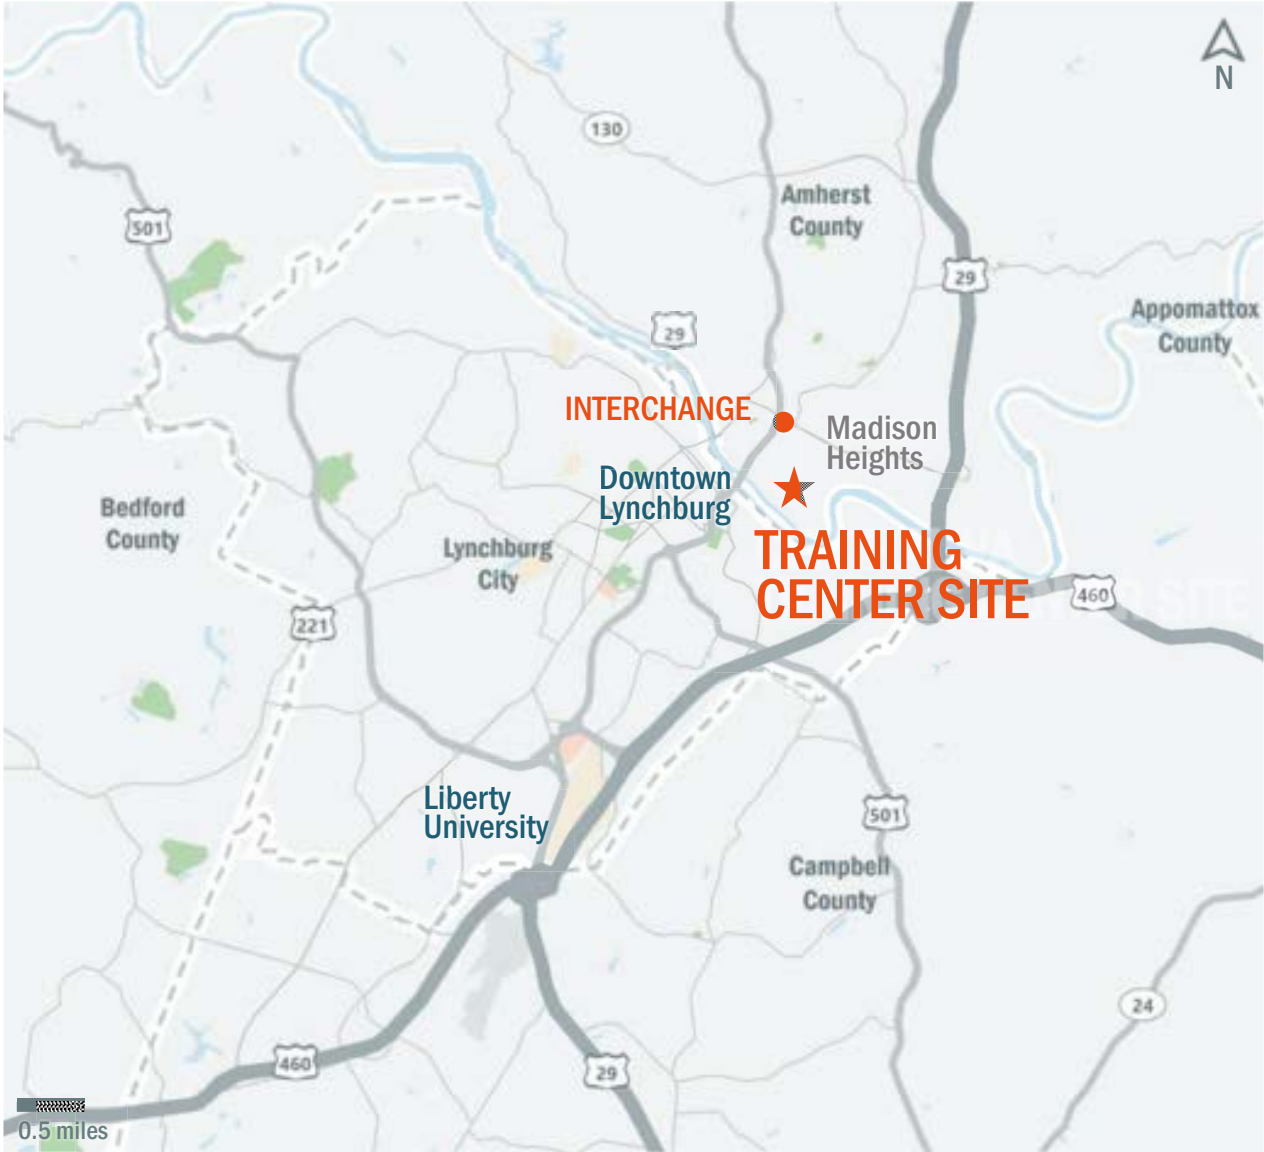 N
130
Amherst
County
501
29
Appomattox
County
29
INTERCHANGE
Madison
Heights
Downtown
Lynchburg
Bedford
County
Lynchburg
City
TRAINING
CENTER SITE
460
221
Liberty
University
501
Campbell
County
24
460
29
0.5 miles